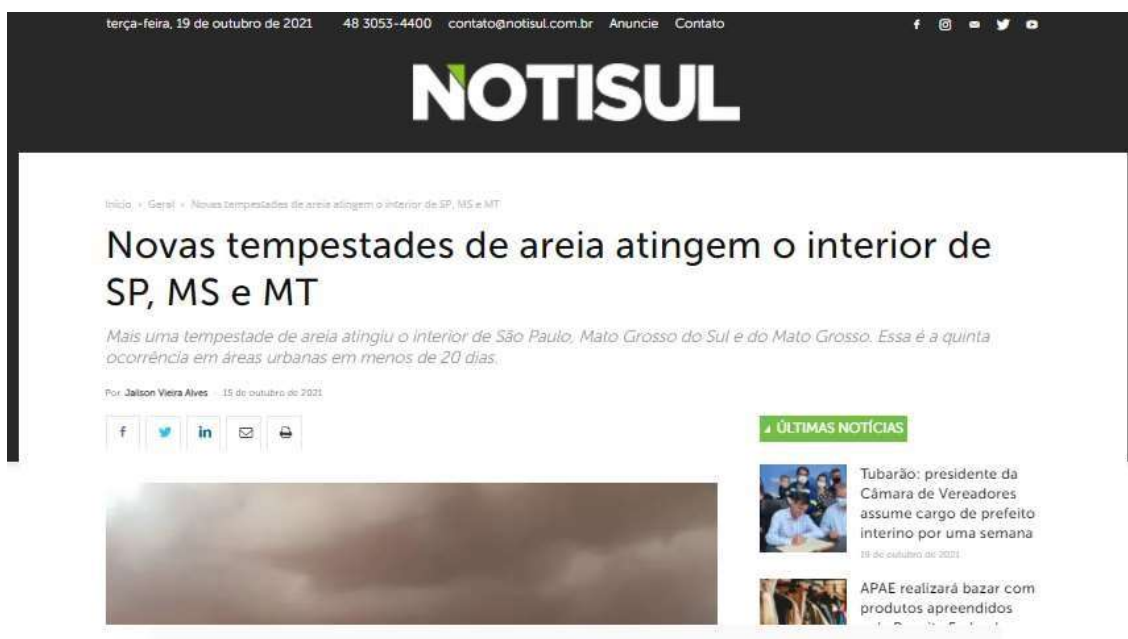 terça-feira, 19 de outubro de 2021 48 3053-4400 contato@notisul.com.br Anuncie Contato
NOTISUL
Início › Geral › Novas tempestades de areia atingem o interior de SP, MS e MT
Novas tempestades de areia atingem o interior de
SP, MS e MT
Mais uma tempestade de areia atingiu o interior de São Paulo, Mato Grosso do Sul e do Mato Grosso. Essa é a quinta
ocorrência em áreas urbanas em menos de 20 dias.
Por Jailson Vieira Alves - 15 de outubro de 2021
ÚLTIMAS NOTÍCIAS
Tubarão: presidente da
Câmara de Vereadores
assume cargo de prefeito
interino por uma semana
19 de outubro de 2021
APAE realizará bazar com
produtos apreendidos